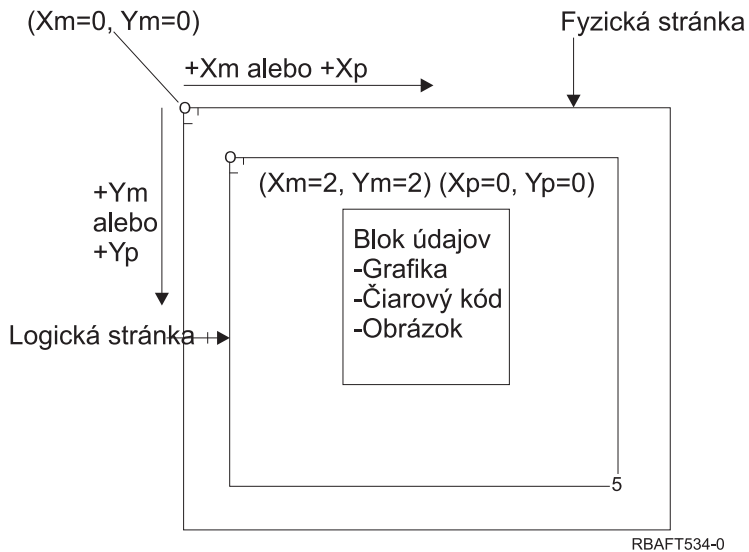 (Xm=0, Ym=0)
Fyzická stránka
+Xm alebo +Xp
(Xm=2, Ym=2) (Xp=0, Yp=0)
+Ym
alebo
+Yp
Blok údajov
-Grafika
-Čiarový kód
-Obrázok
Logická stránka
5
RBAFT534-0